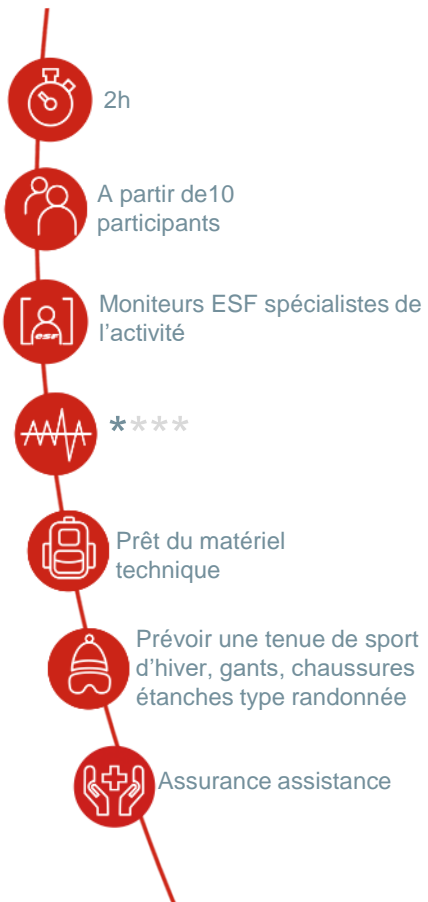 2h
A partir de10
participants
Moniteurs ESF spécialistes de
l’activité
esf
****
Prêt du matériel
technique
Prévoir une tenue de sport
d’hiver, gants, chaussures
étanches type randonnée
Assurance assistance